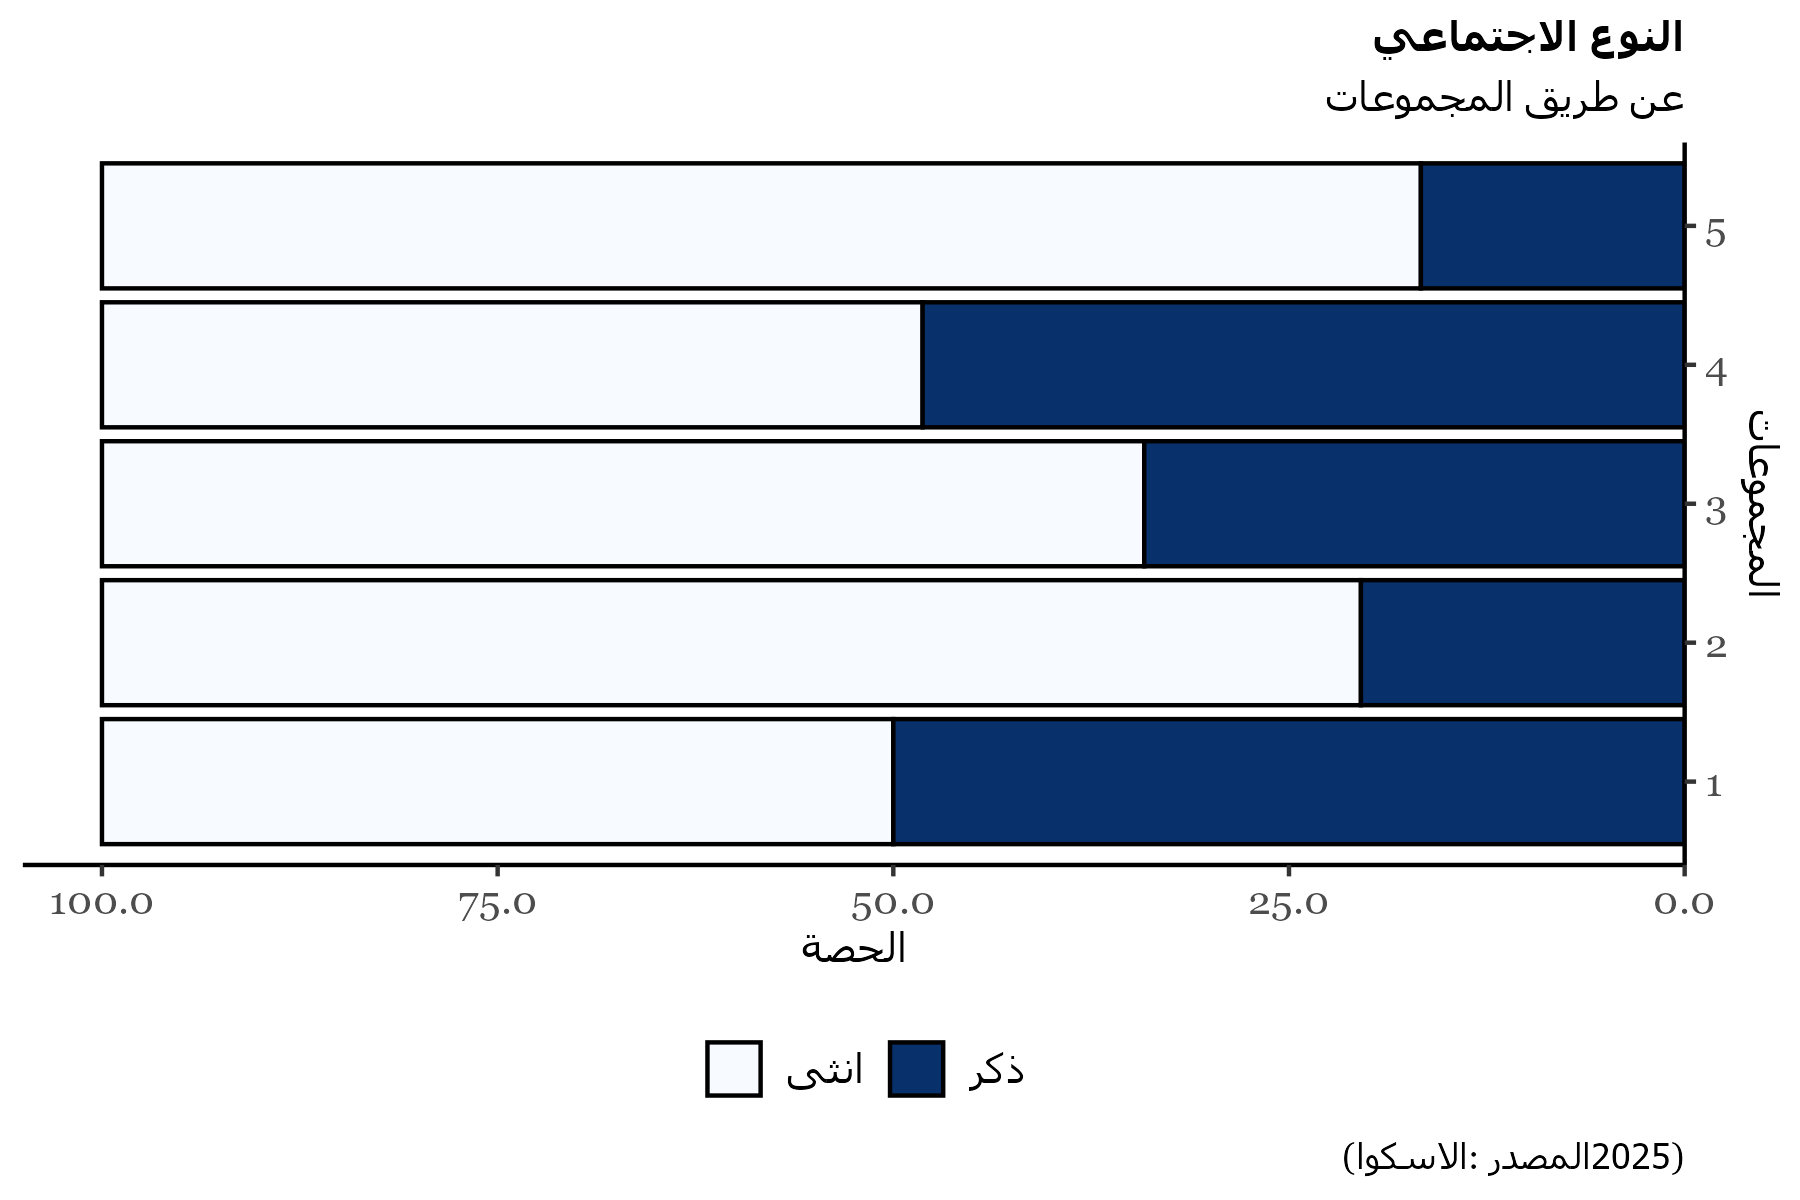 النوع الاجتماعي
عن طريق المجموعات
5
4
3
2
1
المجموعات
100.0 75.0 50.0 25.0 0.0
الحصة
ذكر انثى
(2025المصدر :الاسكوا)